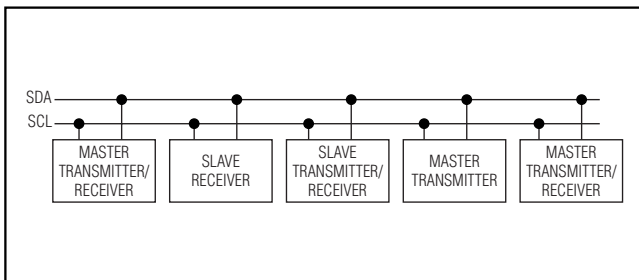 SDA
SCL
MASTER
TRANSMITTER/
RECEIVER
SLAVE
RECEIVER
SLAVE
TRANSMITTER/
RECEIVER
MASTER
TRANSMITTER
MASTER
TRANSMITTER/
RECEIVER